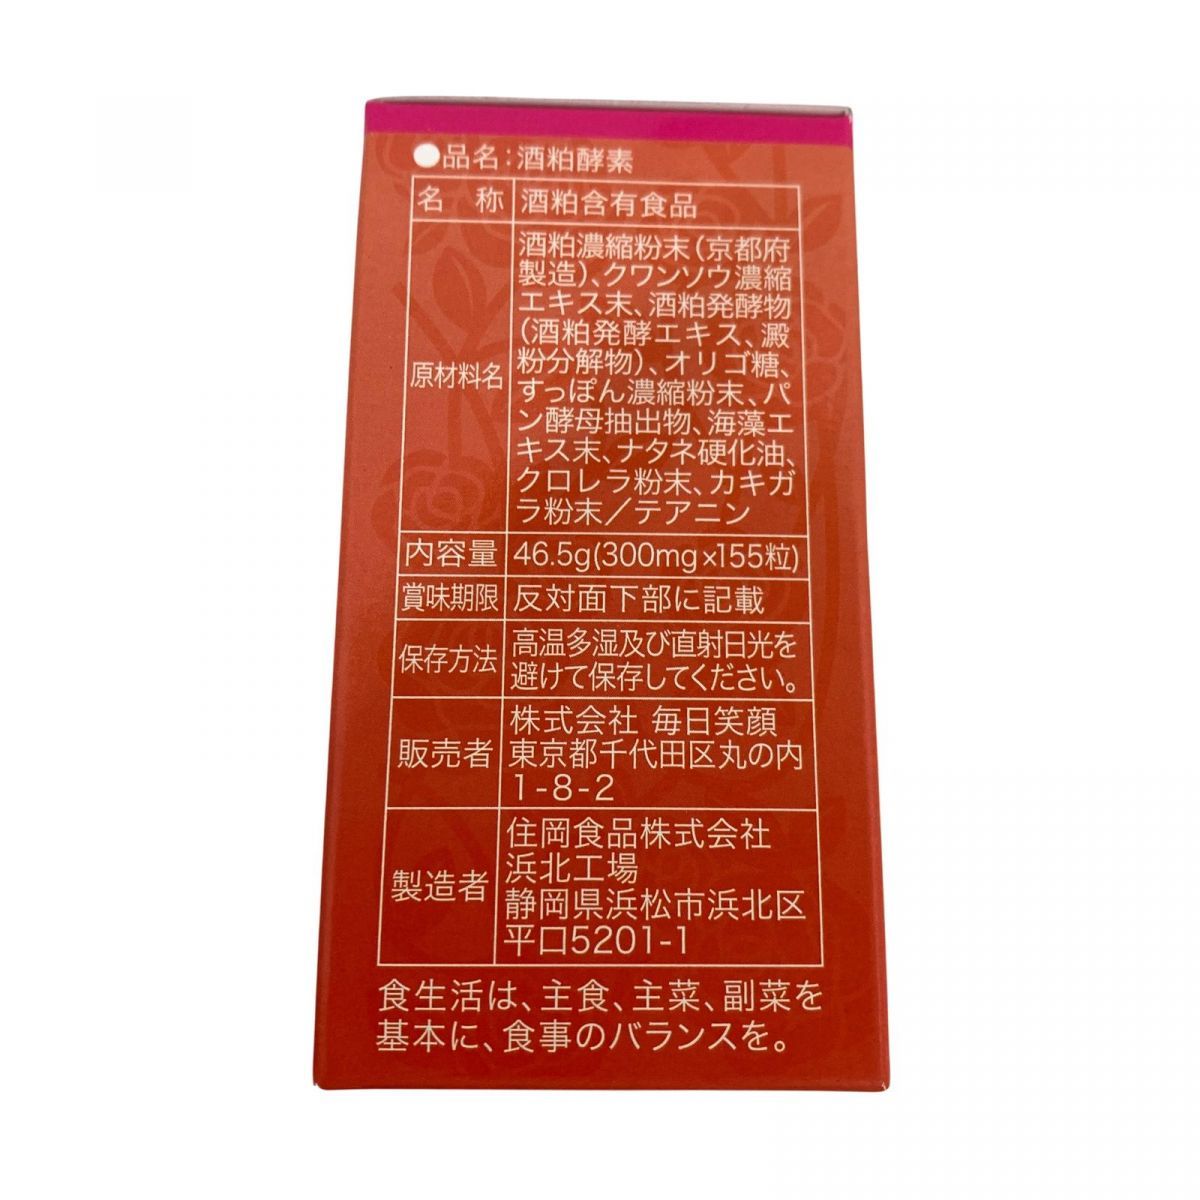 ●品名：酒粕酵素
名　称 酒粕含有食品
原材料名
酒粕濃縮粉末（京都府
製造）、クワンソウ濃縮
エキス末、酒粕発酵物
（酒粕発酵エキス、澱
粉分解物）、オリゴ糖、
すっぽん濃縮粉末、パ
ン酵母抽出物、海藻エ
キス末、ナタネ硬化油、
クロレラ粉末、カキガ
ラ粉末／テアニン
内容量 46.5g(300mg×155粒)
賞味期限 反対面下部に記載
保存方法
高温多湿及び直射日光を
避けて保存してください。
販売者
株式会社 毎日笑顔
東京都千代田区丸の内
1-8-2
製造者
住岡食品株式会社
浜北工場
静岡県浜松市浜北区
平口5201-1
食生活は、主食、主菜、副菜を
基本に、食事のバランスを。